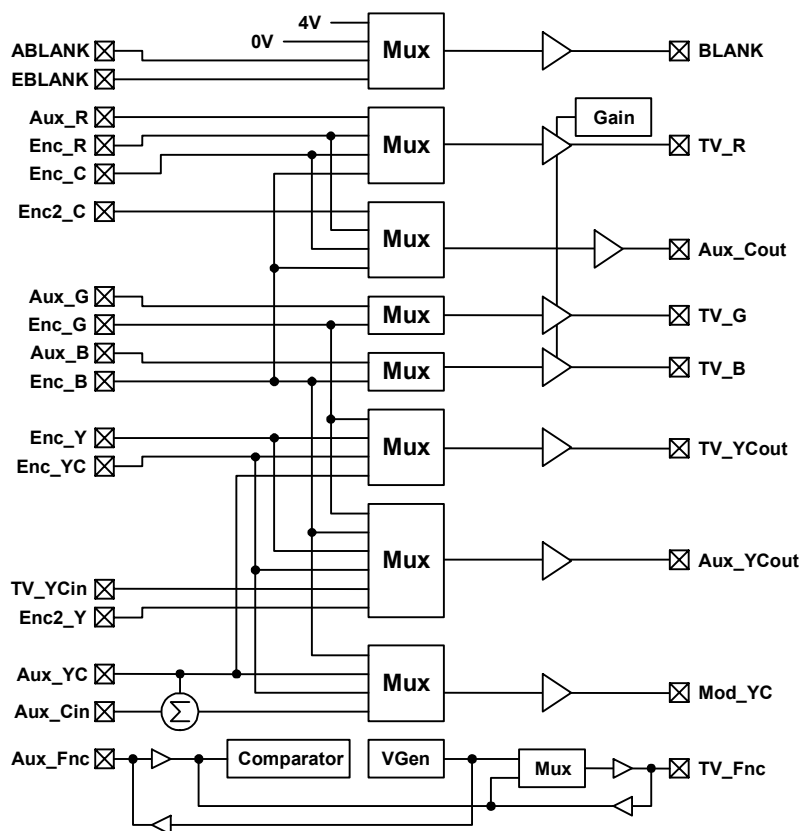 4V
0V
ABLANK
EBLANK
Mux
BLANK
Aux_R
Enc_R
Enc_C
Mux
Gain
TV_R
Enc2_C
Mux
Aux_Cout
Aux_G
Enc_G
Mux
TV_G
Aux_B
Enc_B
Mux
TV_B
Enc_Y
Enc_YC
Mux
TV_YCout
TV_YCin
Enc2_Y
Mux
Aux_YCout
Aux_YC
Aux_Cin
Σ
Mux
Mod_YC
Aux_Fnc
Comparator
VGen
Mux
TV_Fnc